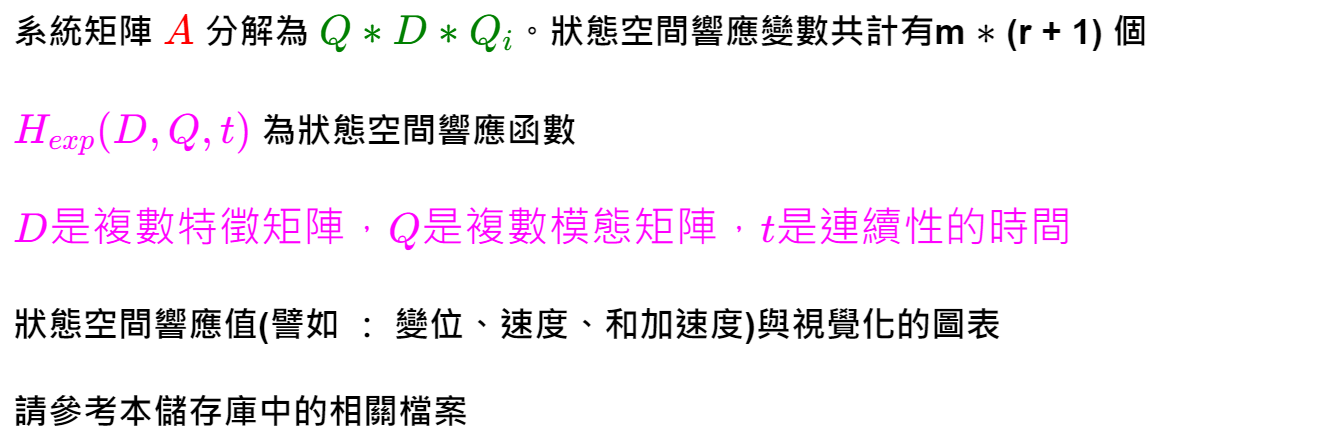 系統矩陣 A 分解為 Q ∗ D ∗ Qᵢ。狀態空間響應變數共計有m ∗ (r + 1) 個
H_{exp}(D, Q, t) 為狀態空間響應函數
D是複數特徵矩陣，Q是複數模態矩陣，t是連續性的時間
狀態空間響應值(譬如 ： 變位、速度、和加速度)與視覺化的圖表
請參考本儲存庫中的相關檔案